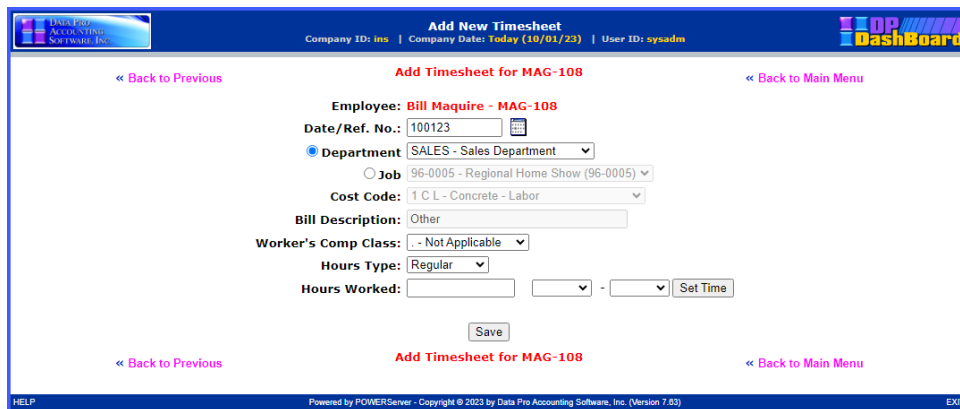 DATA PRO
ACCOUNTING
SOFTWARE, INC.
Add New Timesheet
Company ID: ins | Company Date: Today (10/01/23) | User ID: sysadm
DP
DashBoard
« Back to Previous
Add Timesheet for MAG-108
« Back to Main Menu
Employee: Bill Maquire - MAG-108
Date/Ref. No.: 100123
Department SALES - Sales Department
Job 96-0005 - Regional Home Show (96-0005)
Cost Code: 1 C L - Concrete - Labor
Bill Description: Other
Worker's Comp Class: . - Not Applicable
Hours Type: Regular
Hours Worked: - Set Time
Save
« Back to Previous
Add Timesheet for MAG-108
« Back to Main Menu
HELP
Powered by POWERServer - Copyright © 2023 by Data Pro Accounting Software, Inc. (Version 7.63)
EXI